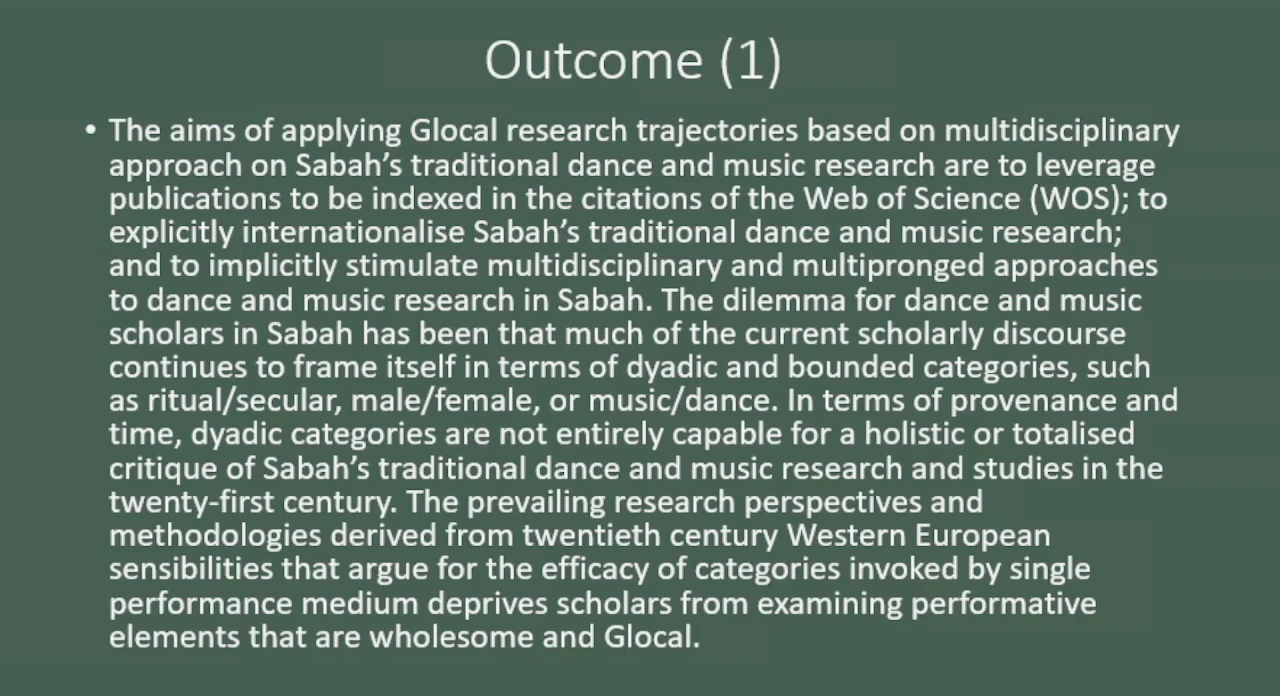 Outcome (1)
• The aims of applying Glocal research trajectories based on multidisciplinary
approach on Sabah’s traditional dance and music research are to leverage
publications to be indexed in the citations of the Web of Science (WOS); to
explicitly internationalise Sabah’s traditional dance and music research;
and to implicitly stimulate multidisciplinary and multipronged approaches
to dance and music research in Sabah. The dilemma for dance and music
scholars in Sabah has been that much of the current scholarly discourse
continues to frame itself in terms of dyadic and bounded categories, such
as ritual/secular, male/female, or music/dance. In terms of provenance and
time, dyadic categories are not entirely capable for a holistic or totalised
critique of Sabah’s traditional dance and music research and studies in the
twenty-first century. The prevailing research perspectives and
methodologies derived from twentieth century Western European
sensibilities that argue for the efficacy of categories invoked by single
performance medium deprives scholars from examining performative
elements that are wholesome and Glocal.